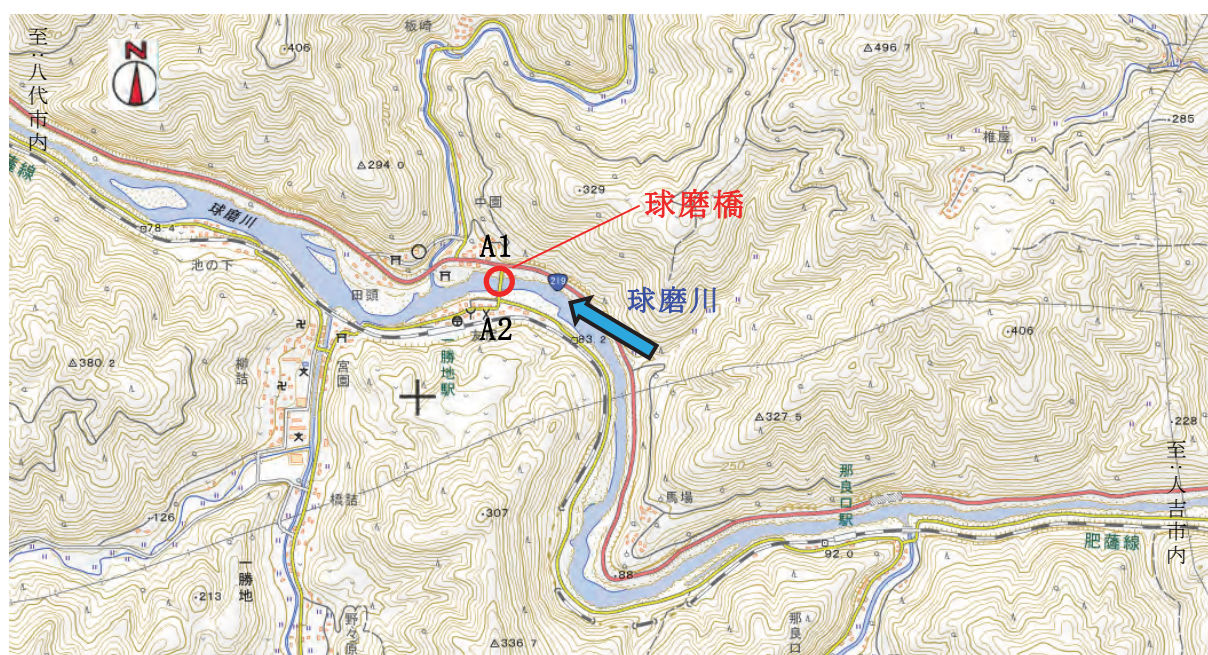 至：八代市内
N
板崎
406
496.7
285
椎屋
294.0
329
中園
球磨橋
薩線
球磨川
78.4
A1
219
球磨川
池の下
田頭
A2
83.2
406
380.2
柳詰
宮園
一勝地駅
327.5
228
250
至：人吉市内
那良口駅
馬場
橋詰
307
126
92.0
肥薩線
88
一勝地
213
野々原
336.7
那良口